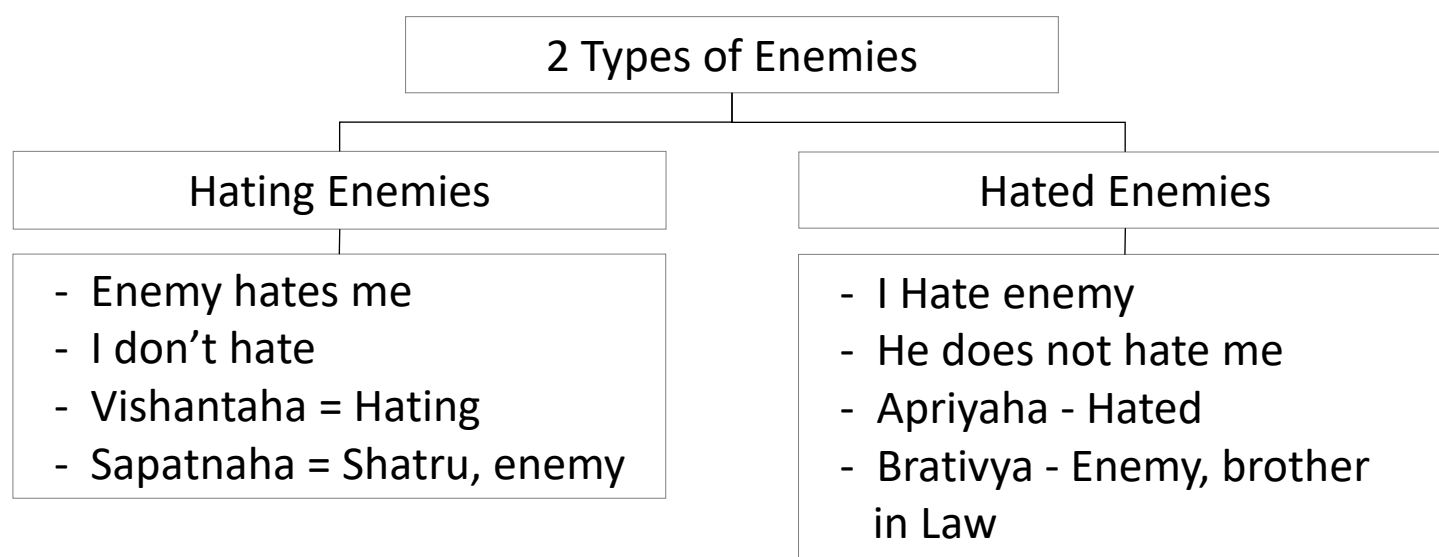 2 Types of Enemies
Hating Enemies
- Enemy hates me
- I don’t hate
- Vishantaha = Hating
- Sapatnaha = Shatru, enemy
Hated Enemies
- I Hate enemy
- He does not hate me
- Apriyaha - Hated
- Brativya - Enemy, brother
in Law